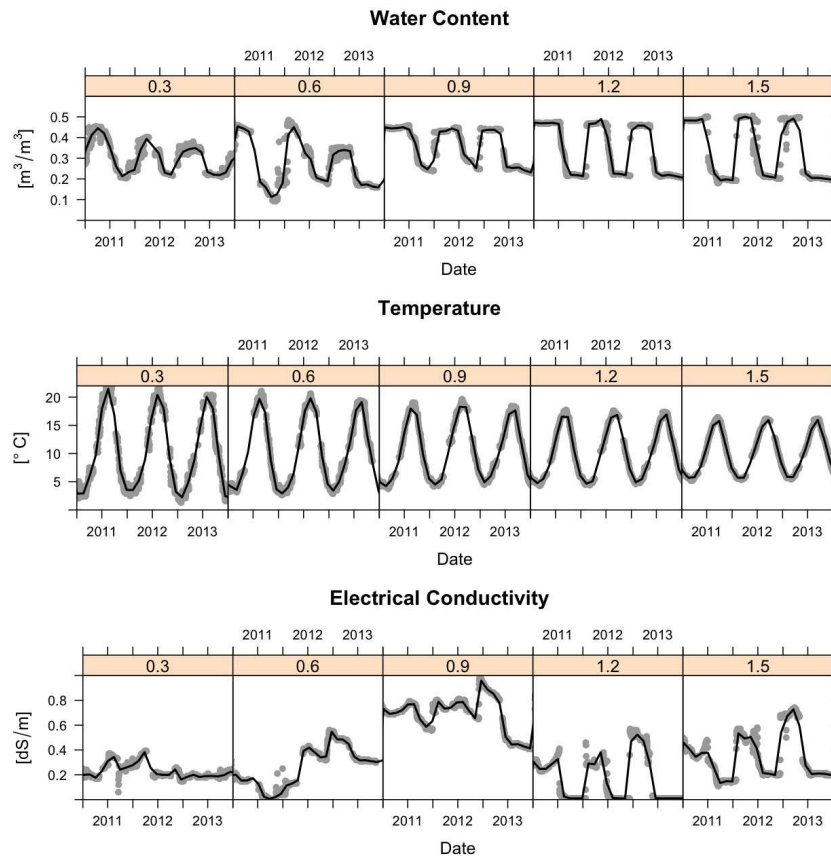 Water Content
2011 2012 2013 2011 2012 2013
0.3 0.6 0.9 1.2 1.5
[m³/m³]
0.5
0.4
0.3
0.2
0.1
2011 2012 2013 2011 2012 2013 2011 2012 2013
Date
Temperature
2011 2012 2013 2011 2012 2013
0.3 0.6 0.9 1.2 1.5
[° C]
20
15
10
5
2011 2012 2013 2011 2012 2013 2011 2012 2013
Date
Electrical Conductivity
2011 2012 2013 2011 2012 2013
0.3 0.6 0.9 1.2 1.5
[dS/m]
0.8
0.6
0.4
0.2
2011 2012 2013 2011 2012 2013 2011 2012 2013
Date